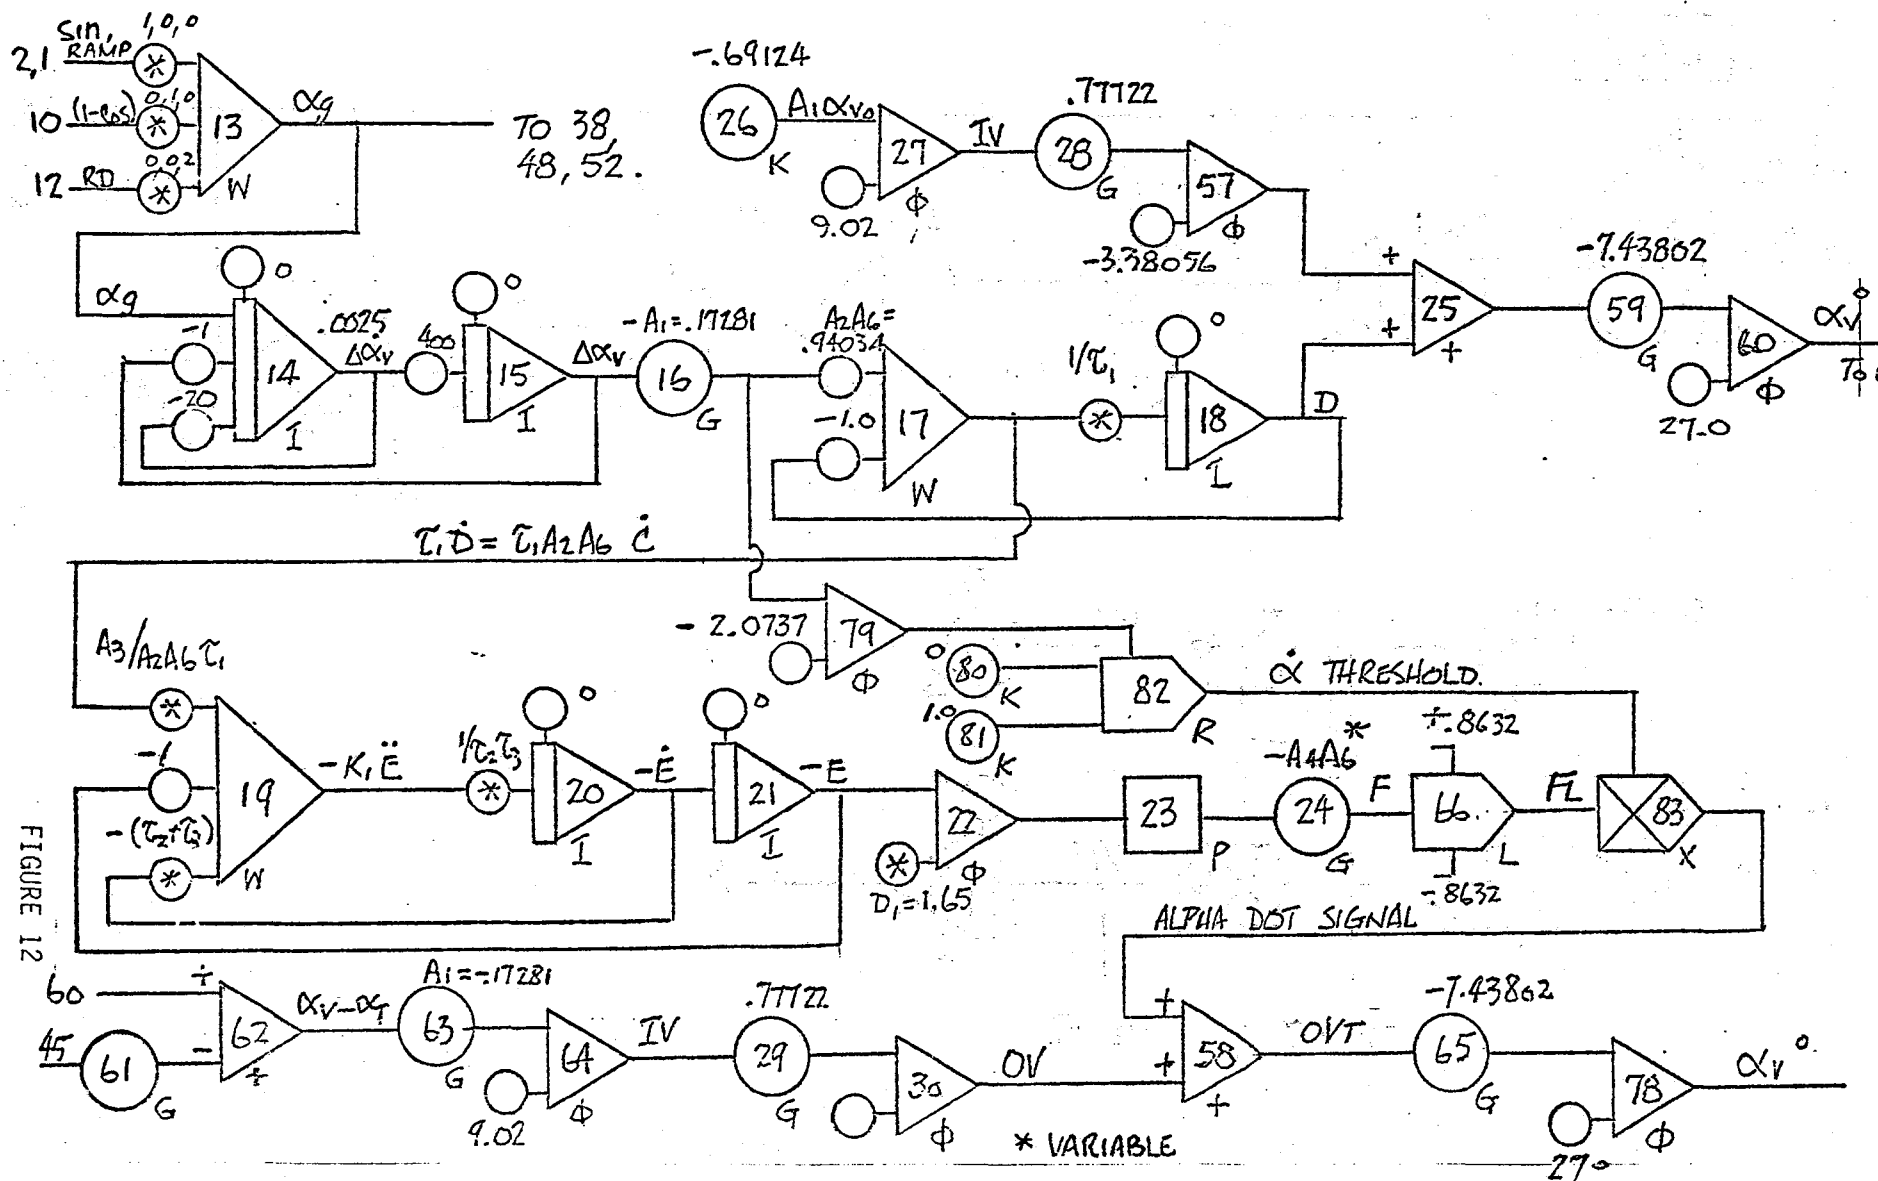 sin, 1,0,0
2,1 RAMP *
10 (1-cos) 0,1,0 *
12 RD 0,0,2 *
13
W
αg
TO 38,
48, 52.
-.69124
26
K
A1αv0
27
Φ
9.02
IV
.77722
28
G
57
Φ
-3.38056
+
+
25
+
-7.43802
59
G
60
Φ
27.0
αv°
αg
0
-1
-20
14
I
.0025
Δα̇v
400
0
15
I
Δαv
-A1=.17281
16
G
A2A6=
.94034
-1.0
17
W
1/τ1
*
0
18
I
D
τ1Ḋ = τ1A2A6 Ċ
-2.0737
79
Φ
0 80
K
1.0 81
K
82
R
α̇ THRESHOLD.
A3/A2A6τ1
*
-1
-(τ2+τ3)
*
19
W
-K1Ë
1/τ2τ3
*
0
20
I
-Ė
0
21
I
-E
22
Φ
*
D1=1.65
23
P
-A4A6*
24
G
F
+.8632
66.
L
-.8632
FL
83
X
ALPHA DOT SIGNAL
FIGURE 12
60
+
45
61
G
-
62
+
αv-αT
A1=-.17281
63
G
64
Φ
9.02
IV
.77722
29
G
30
Φ
OV
+
+
58
+
OVT
-7.43802
65
G
78
Φ
27.
αv°
* VARIABLE